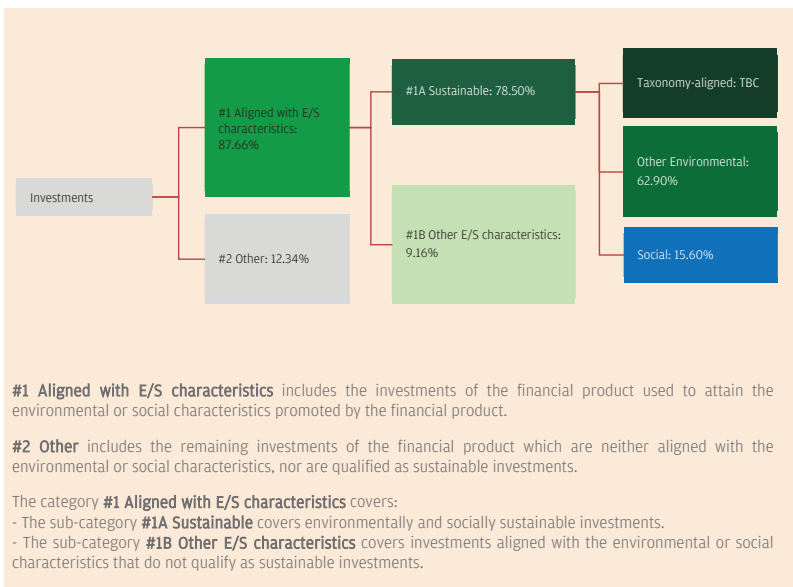 Investments
#1 Aligned with E/S
characteristics:
87.66%
#2 Other: 12.34%
#1A Sustainable: 78.50%
#1B Other E/S characteristics:
9.16%
Taxonomy-aligned: TBC
Other Environmental:
62.90%
Social: 15.60%
#1 Aligned with E/S characteristics includes the investments of the financial product used to attain the
environmental or social characteristics promoted by the financial product.
#2 Other includes the remaining investments of the financial product which are neither aligned with the
environmental or social characteristics, nor are qualified as sustainable investments.
The category #1 Aligned with E/S characteristics covers:
- The sub-category #1A Sustainable covers environmentally and socially sustainable investments.
- The sub-category #1B Other E/S characteristics covers investments aligned with the environmental or social
characteristics that do not qualify as sustainable investments.